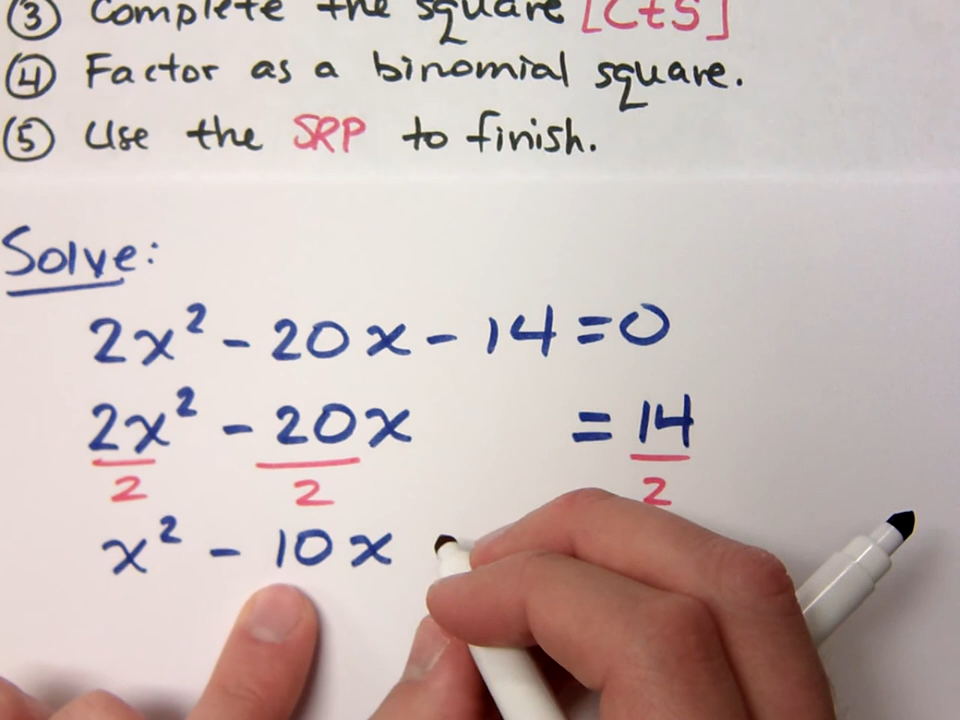 ③ Complete the square [CtS]
④ Factor as a binomial square.
⑤ Use the SRP to finish.
Solve:
2x² - 20x - 14 = 0
2x² - 20x = 14
2 2 2
x² - 10x